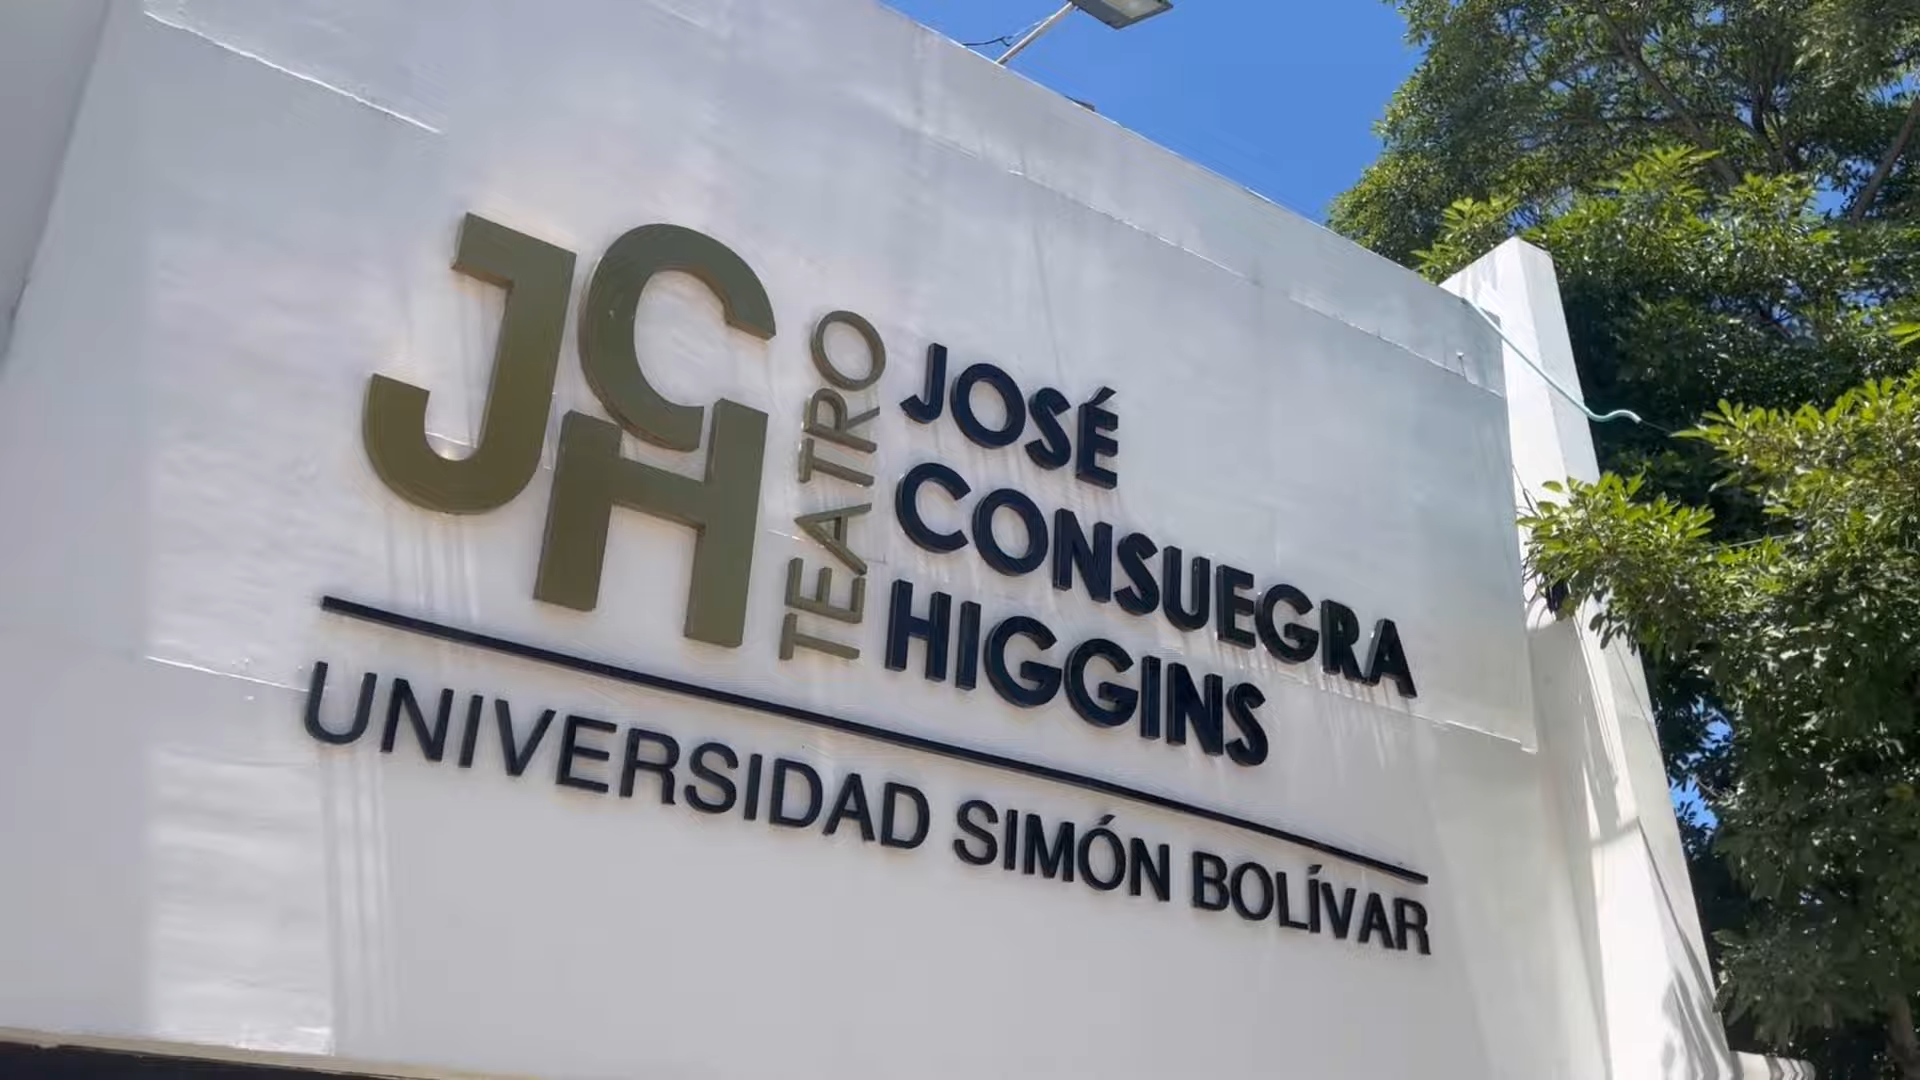 JCH
TEATRO
JOSÉ
CONSUEGRA
HIGGINS
UNIVERSIDAD SIMÓN BOLÍVAR